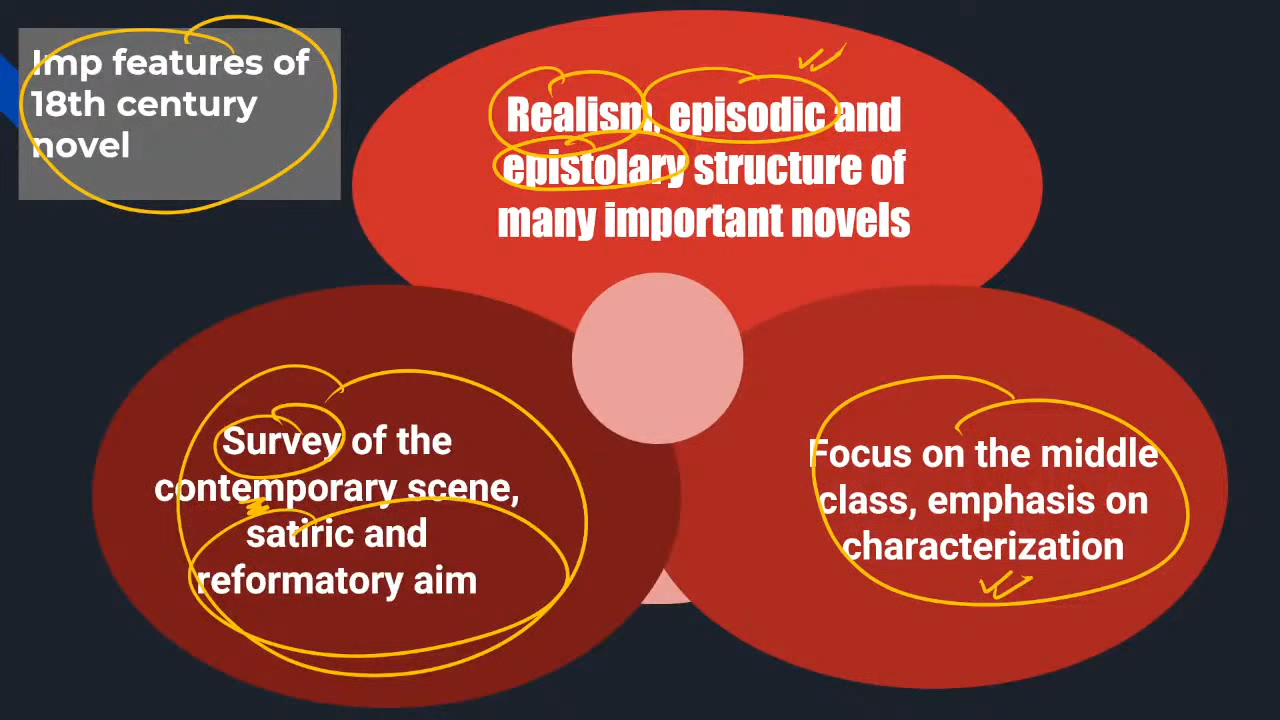 Imp features of
18th century
novel
Realism, episodic and
epistolary structure of
many important novels
Survey of the
contemporary scene,
satiric and
reformatory aim
Focus on the middle
class, emphasis on
characterization